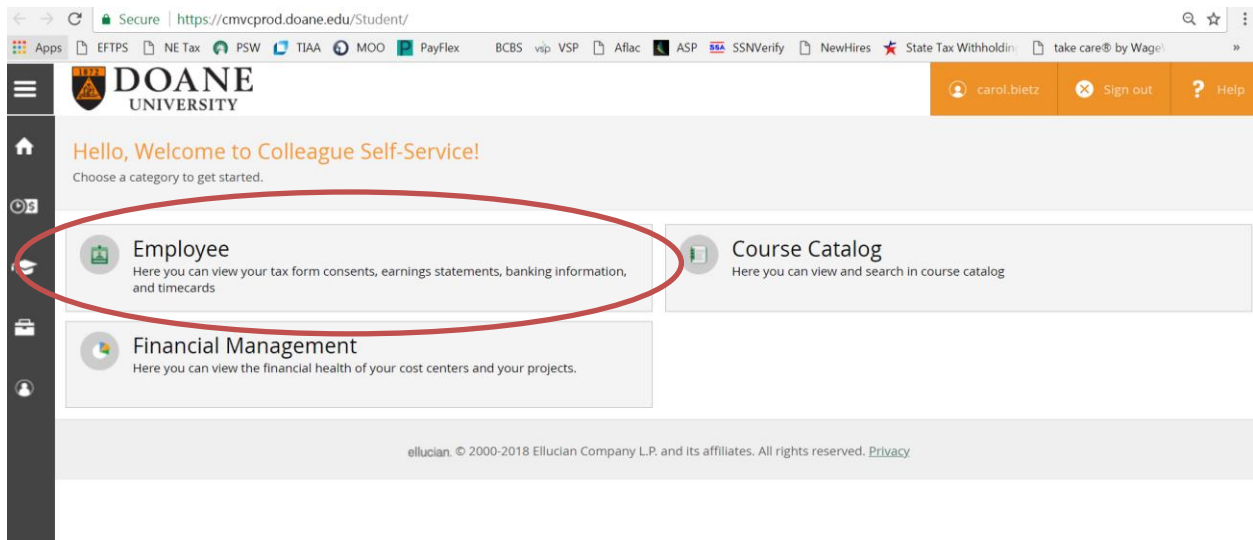 Secure | https://cmvcprod.doane.edu/Student/
Apps EFTPS NE Tax PSW TIAA MOO PayFlex BCBS vsp VSP Aflac ASP SSA SSNVerify NewHires State Tax Withholdin take care® by Wage
1872 DOANE
UNIVERSITY
carol.bietz Sign out ? Help
Hello, Welcome to Colleague Self-Service!
Choose a category to get started.
Employee
Here you can view your tax form consents, earnings statements, banking information,
and timecards
Course Catalog
Here you can view and search in course catalog
Financial Management
Here you can view the financial health of your cost centers and your projects.
ellucian. © 2000-2018 Ellucian Company L.P. and its affiliates. All rights reserved. Privacy